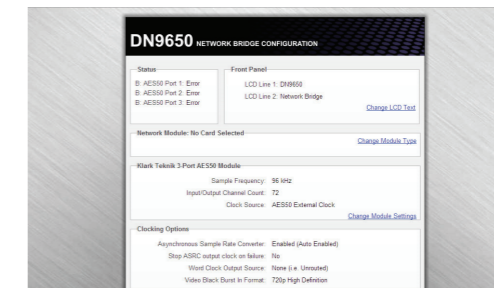 DN9650 NETWORK BRIDGE CONFIGURATION
Status
B: AES50 Port 1: Error
B: AES50 Port 2: Error
B: AES50 Port 3: Error
Front Panel
LCD Line 1: DN9650
LCD Line 2: Network Bridge
Change LCD Text
Network Module: No Card Selected
Change Module Type
Klark Teknik 3-Port AES50 Module
Sample Frequency: 96 kHz
Input/Output Channel Count: 72
Clock Source: AES50 External Clock
Change Module Settings
Clocking Options
Asynchronous Sample Rate Converter: Enabled (Auto Enabled)
Stop ASRC output clock on failure: No
Word Clock Output Source: None (i.e. Unrouted)
Video Black Burst In Format: 720p High Definition